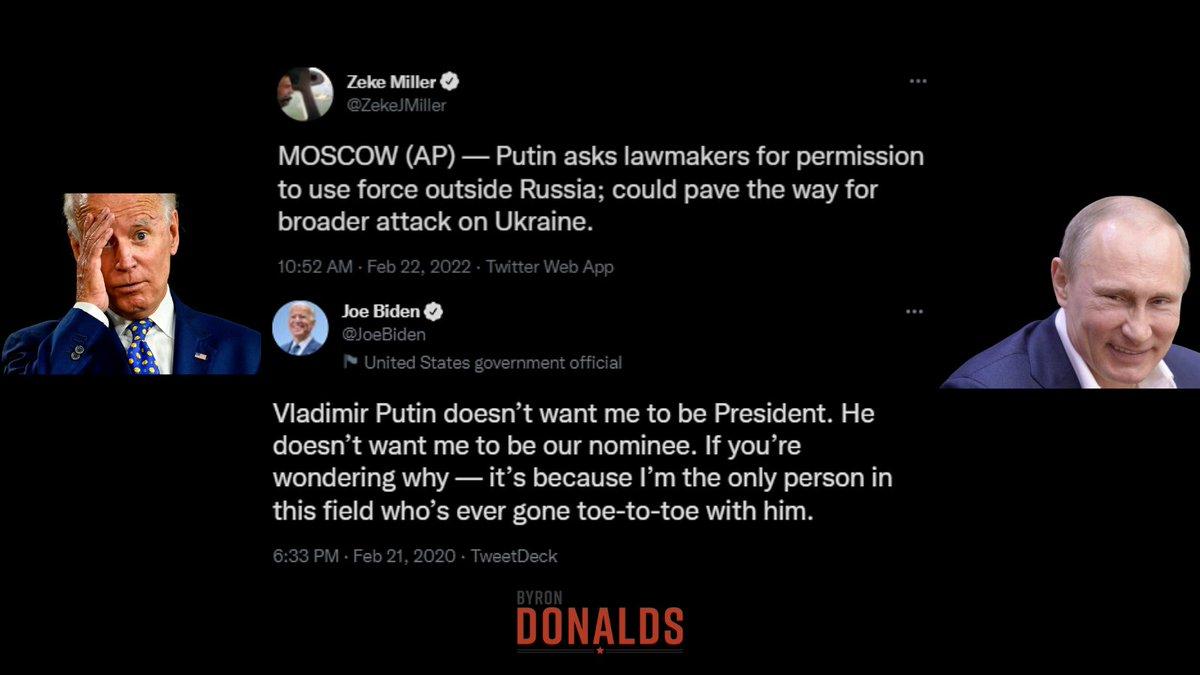 Zeke Miller
@ZekeJMiller
MOSCOW (AP) — Putin asks lawmakers for permission
to use force outside Russia; could pave the way for
broader attack on Ukraine.
10:52 AM · Feb 22, 2022 · Twitter Web App
Joe Biden
@JoeBiden
United States government official
Vladimir Putin doesn’t want me to be President. He
doesn’t want me to be our nominee. If you’re
wondering why — it’s because I’m the only person in
this field who’s ever gone toe-to-toe with him.
6:33 PM · Feb 21, 2020 · TweetDeck
BYRON
DONALDS